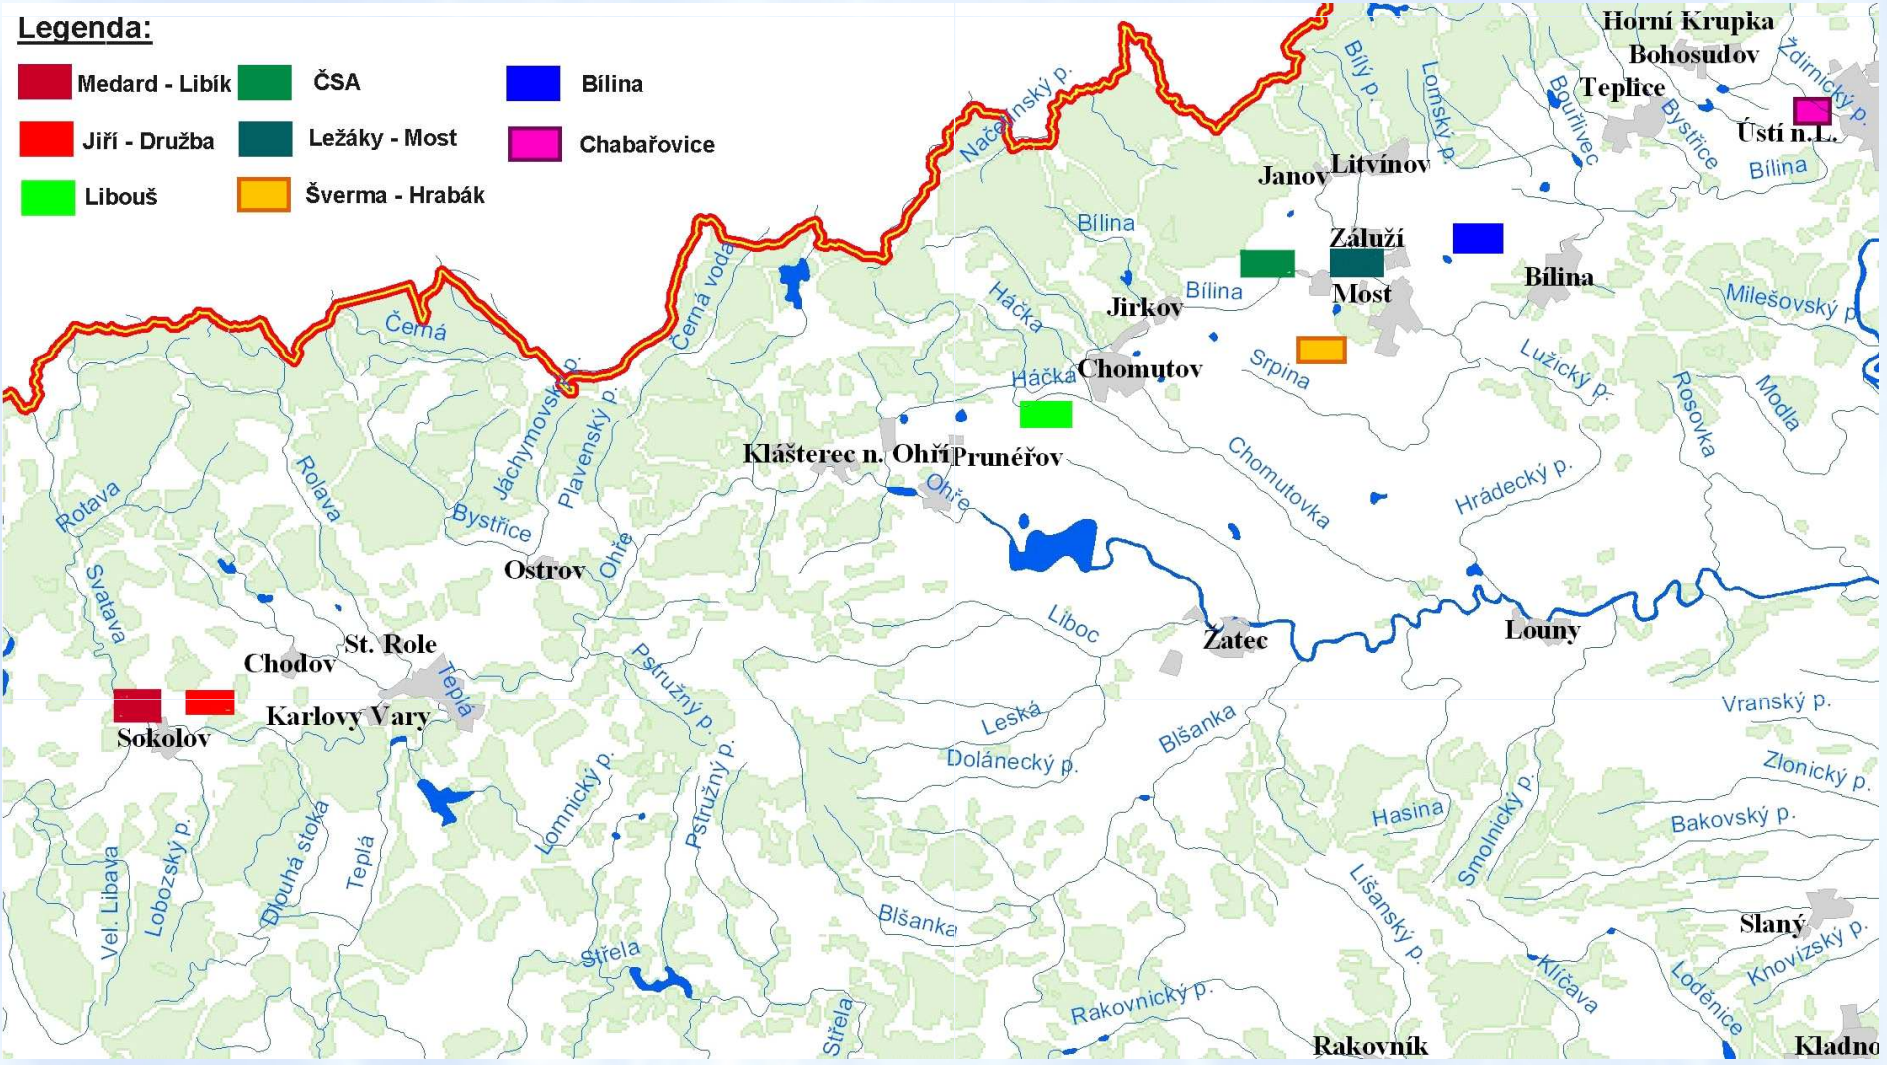 Legenda:
Medard - Libík
ČSA
Bílina
Jiří - Družba
Ležáky - Most
Chabařovice
Libouš
Šverma - Hrabák
Horní Krupka
Bohosudov
Teplice
Ždírnický p.
Ústí n.L.
Bílý p.
Lomský p.
Bouřlivec
Bystřice
Bílina
Načetínský p.
Janov
Litvínov
Bílina
Záluží
Most
Bílina
Bílina
Jirkov
Háčka
Milešovský p.
Černá
Černá voda
Chomutov
Háčka
Srpina
Lužický p.
Rosovka
Modla
Jáchymovský p.
Plavenský p.
Klášterec n. Ohří
Prunéřov
Ohře
Chomutovka
Hrádecký p.
Rotava
Rolava
Bystřice
Ostrov
Ohře
Svatava
St. Role
Chodov
Teplá
Pstružný p.
Liboc
Žatec
Louny
Sokolov
Karlovy Vary
Leská
Dolánecký p.
Blšanka
Vranský p.
Zlonický p.
Lomnický p.
Pstružný p.
Hasina
Smolnický p.
Bakovský p.
Vel. Libava
Lobozský p.
Dlouhá stoka
Teplá
Blšanka
Líšanský p.
Slaný
Knovízský p.
Střela
Klíčava
Loděnice
Střela
Rakovnický p.
Rakovník
Kladno